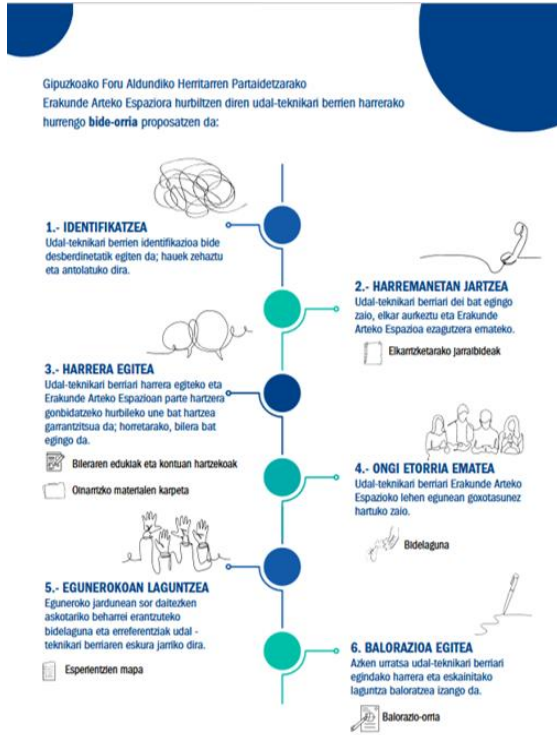 Gipuzkoako Foru Aldundiko Herritarren Partaidetzarako
Erakunde Arteko Espaziora hurbiltzen diren udal-teknikari berrien harrerako
hurrengo bide-orria proposatzen da:
1.- IDENTIFIKATZEA
Udal-teknikari berrien identifikazioa bide
desberdinetatik egiten da; hauek zehaztu
eta antolatuko dira.
2.- HARREMANETAN JARTZEA
Udal-teknikari berriari dei bat egingo
zaio, elkar aurkeztu eta Erakunde
Arteko Espazioa ezagutzera emateko.
Elkarrizketarako jarraibideak
3.- HARRERA EGITEA
Udal-teknikari berriari harrera egiteko eta
Erakunde Arteko Espazioan parte hartzera
gonbidatzeko hurbileko une bat hartzea
garrantzitsua da; horretarako, bilera bat
egingo da.
Bileraren edukiak eta kontuan hartzekoak
Oinarrizko materialen karpeta
4.- ONGI ETORRIA EMATEA
Udal-teknikari berriari Erakunde Arteko
Espazioko lehen egunean goxotasunez
hartuko zaio.
Bidelaguna
5.- EGUNEROKOAN LAGUNTZEA
Eguneroko jardunean sor daitezken
askotariko beharrei erantzuteko
bidelaguna eta erreferentziak udal -
teknikari berriaren eskura jarriko dira.
Esperientzien mapa
6. BALORAZIOA EGITEA
Azken urratsa udal-teknikari berriari
egindako harrera eta eskainitako
laguntza baloratzea izango da.
Balorazio-orria